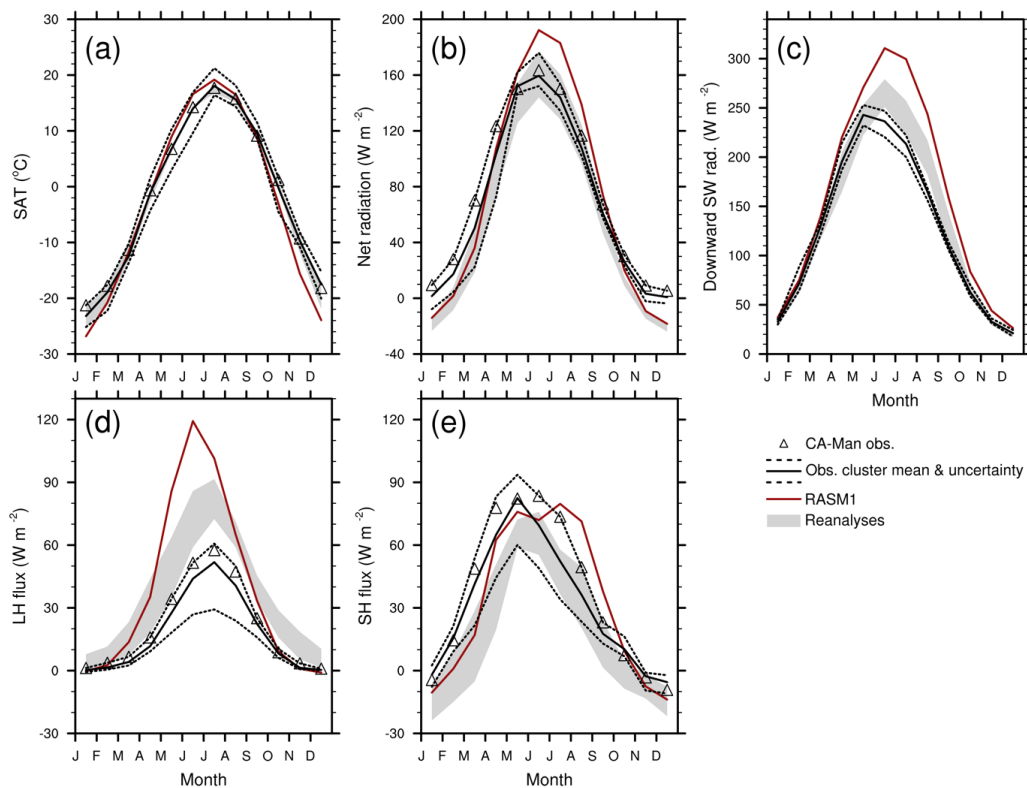 (a)
SAT (°C)
30
20
10
0
-10
-20
-30
J F M A M J J A S O N D
(b)
Net radiation (W m -2)
200
160
120
80
40
0
-40
J F M A M J J A S O N D
(c)
Downward SW rad. (W m -2)
300
250
200
150
100
50
0
J F M A M J J A S O N D
Month
(d)
LH flux (W m -2)
120
90
60
30
0
-30
J F M A M J J A S O N D
Month
(e)
SH flux (W m -2)
120
90
60
30
0
-30
J F M A M J J A S O N D
Month
CA-Man obs.
Obs. cluster mean & uncertainty
RASM1
Reanalyses